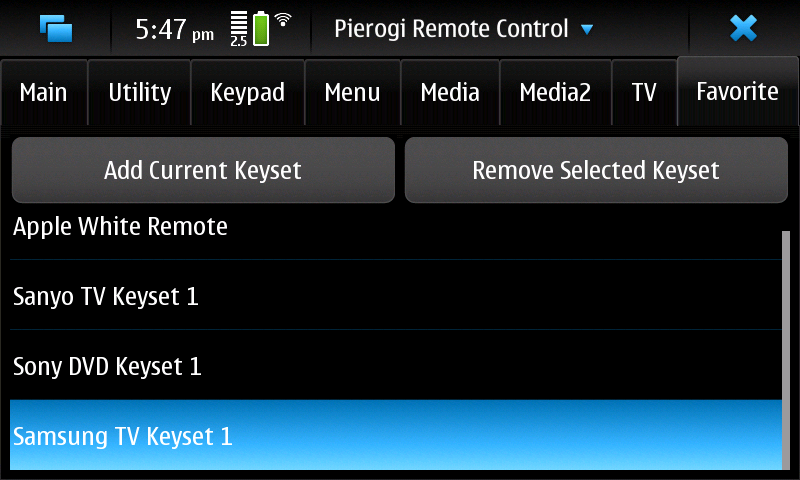 5:47 pm
2.5
Pierogi Remote Control
Main Utility Keypad Menu Media Media2 TV Favorite
Add Current Keyset Remove Selected Keyset
Apple White Remote
Sanyo TV Keyset 1
Sony DVD Keyset 1
Samsung TV Keyset 1